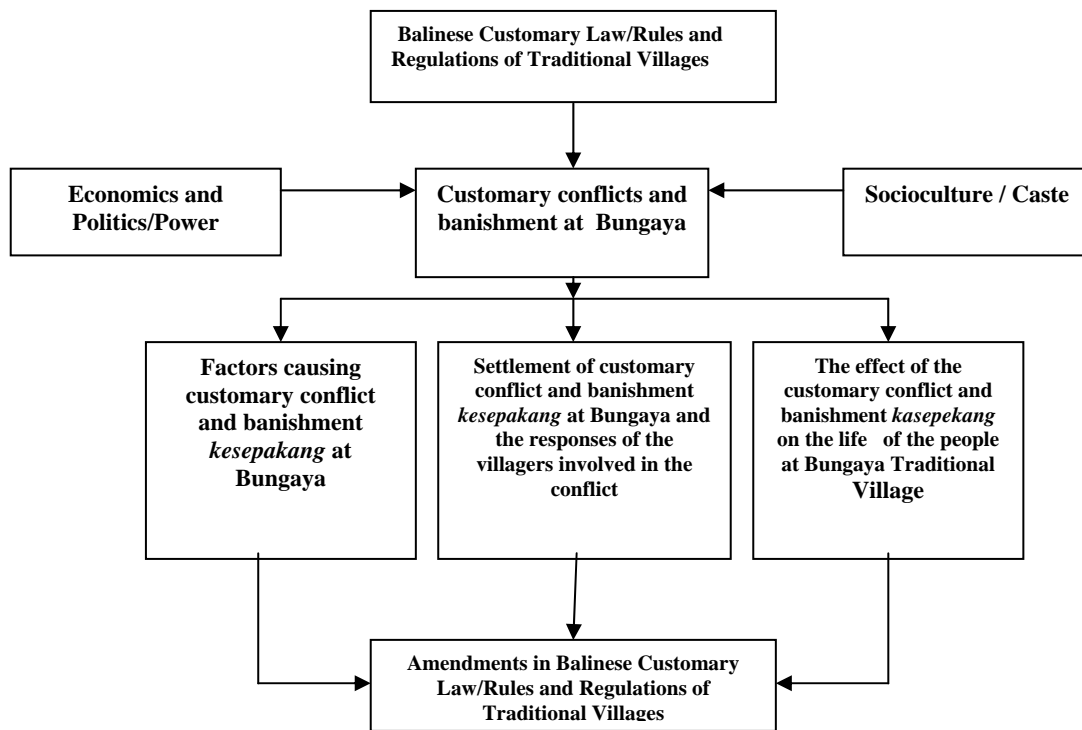 Balinese Customary Law/Rules and
Regulations of Traditional Villages
Economics and
Politics/Power
Customary conflicts and
banishment at Bungaya
Socioculture / Caste
Factors causing
customary conflict
and banishment
kesepakang at
Bungaya
Settlement of customary
conflict and banishment
kesepakang at Bungaya and
the responses of the
villagers involved in the
conflict
The effect of the
customary conflict and
banishment kasepekang
on the life of the people
at Bungaya Traditional
Village
Amendments in Balinese Customary
Law/Rules and Regulations of
Traditional Villages